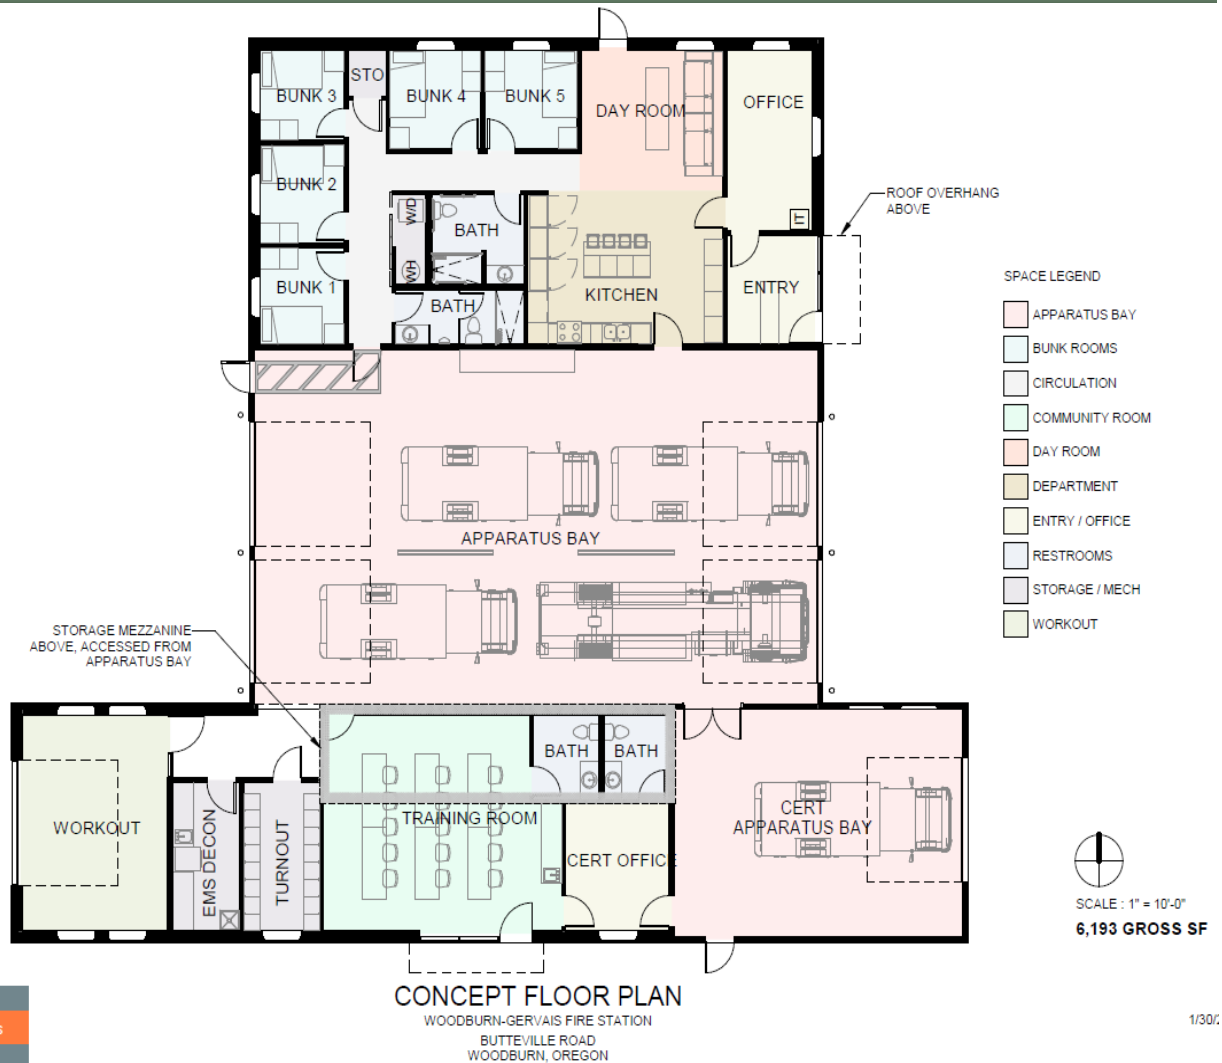 STO
BUNK 3
BUNK 4
BUNK 5
DAY ROOM
OFFICE
BUNK 2
W/D
BATH
IT
ROOF OVERHANG
ABOVE
WH
BUNK 1
BATH
KITCHEN
ENTRY
SPACE LEGEND
APPARATUS BAY
BUNK ROOMS
CIRCULATION
COMMUNITY ROOM
DAY ROOM
DEPARTMENT
ENTRY / OFFICE
RESTROOMS
STORAGE / MECH
WORKOUT
APPARATUS BAY
STORAGE MEZZANINE
ABOVE, ACCESSED FROM
APPARATUS BAY
BATH
BATH
WORKOUT
EMS DECON
TURNOUT
TRAINING ROOM
CERT OFFICE
CERT
APPARATUS BAY
SCALE : 1" = 10'-0"
6,193 GROSS SF
CONCEPT FLOOR PLAN
WOODBURN-GERVAIS FIRE STATION
BUTTEVILLE ROAD
WOODBURN, OREGON
s
1/30/2